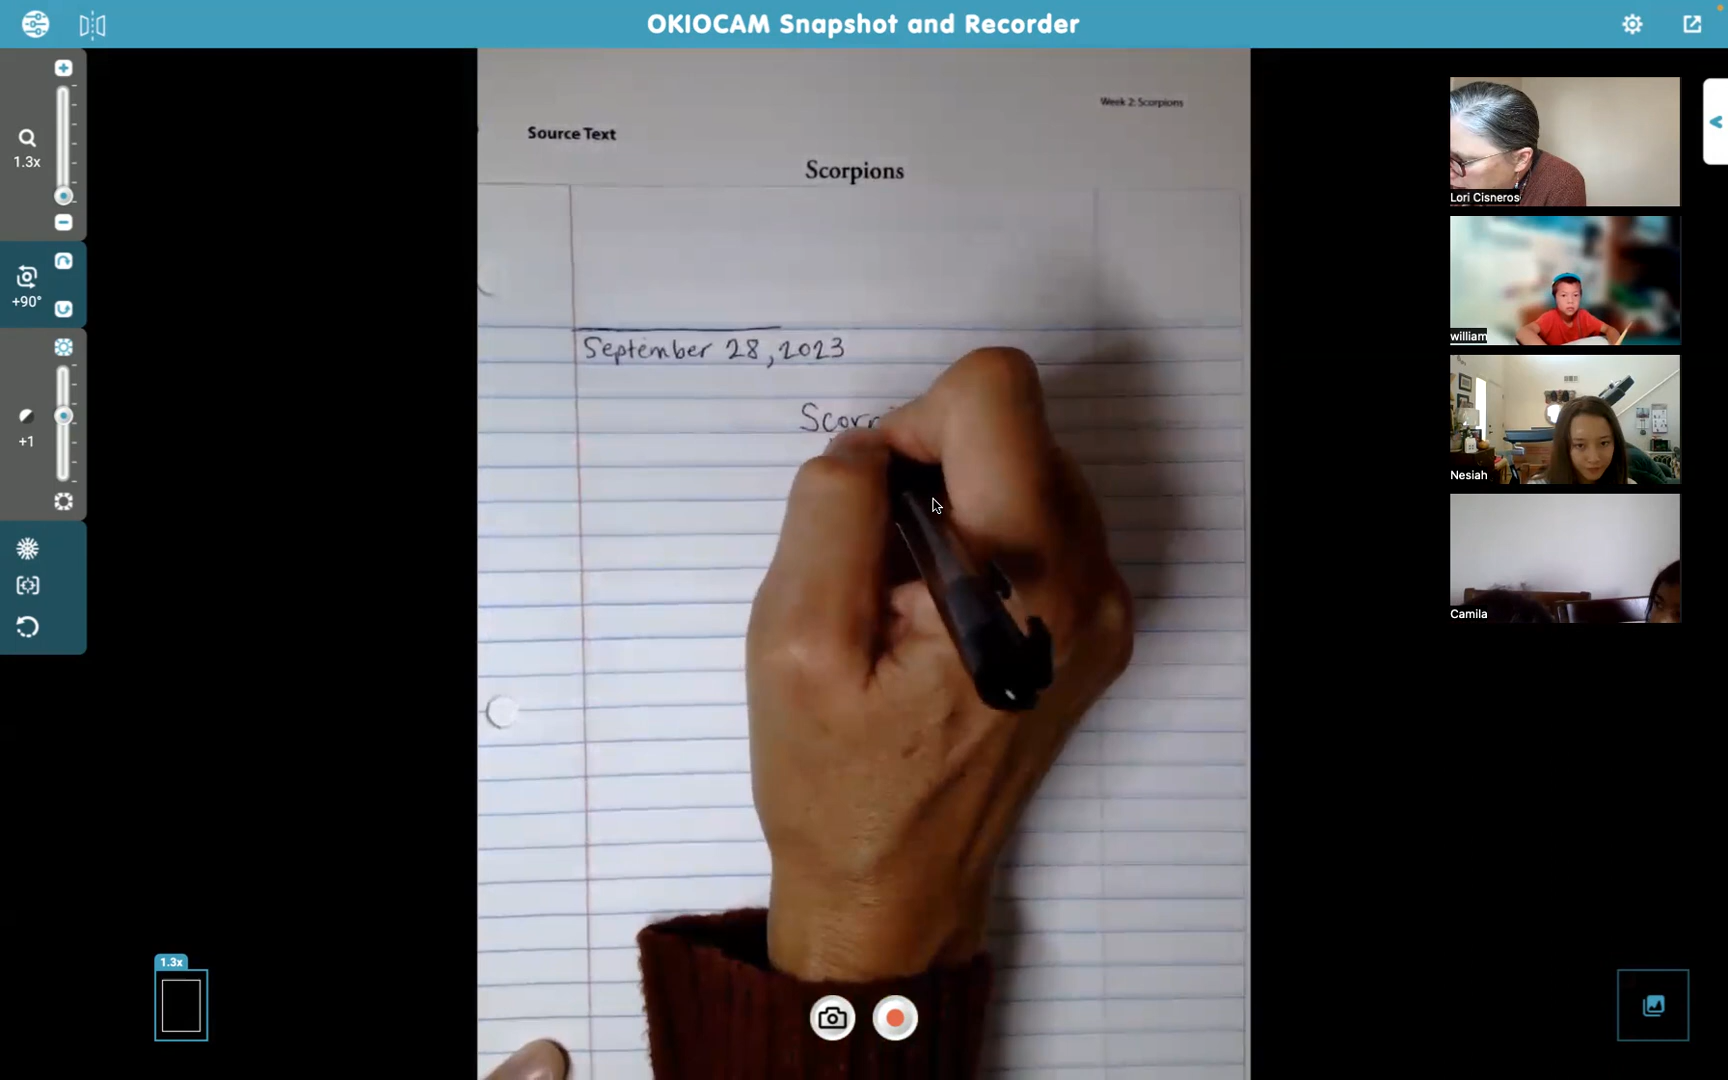 OKIOCAM Snapshot and Recorder
1.3x
+90°
+1
1.3x
Week 2: Scorpions
Source Text
Scorpions
September 28, 2023
Lori Cisneros
william
Nesiah
Camila